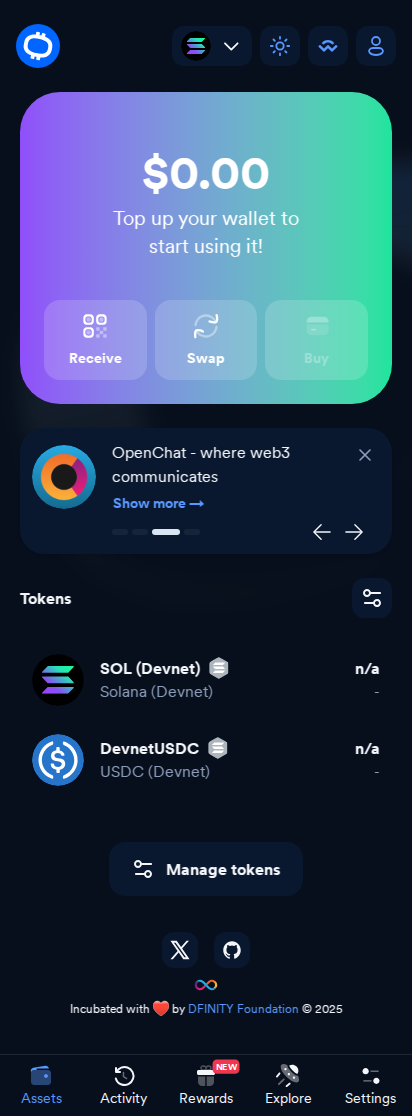 $0.00
Top up your wallet to
start using it!
Receive
Swap
Buy
OpenChat - where web3
communicates
Show more →
Tokens
SOL (Devnet)
n/a
Solana (Devnet)
-
DevnetUSDC
n/a
USDC (Devnet)
-
Manage tokens
Incubated with ❤️ by DFINITY Foundation © 2025
NEW
Assets
Activity
Rewards
Explore
Settings